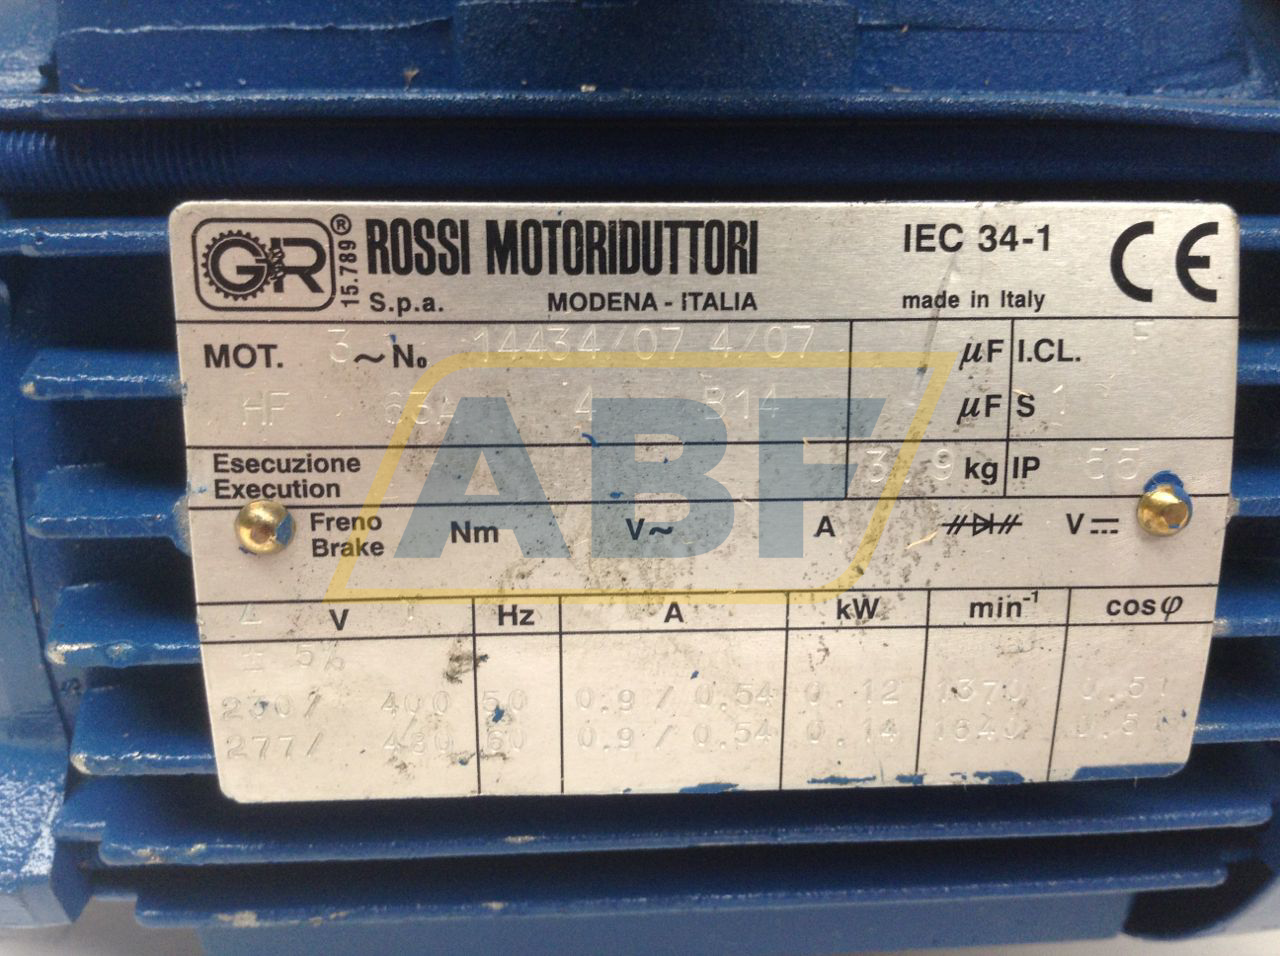 GR
®
15.789
ROSSI MOTORIDUTTORI
S.p.a. MODENA - ITALIA
IEC 34-1
made in Italy
CE
MOT. 3 ~ No 14434/07 4/07 µF I.CL. F
HF 63A 4 B14 µF S 1
Esecuzione
Execution
3.9 kg IP 55
Freno
Brake Nm V~ A V
ABF
V Hz A kW min-1 cosφ
± 5%
230/ 400 50 0.9 / 0.54 0.12 1370
277/ 480 60 0.9 / 0.54 0.14 1640